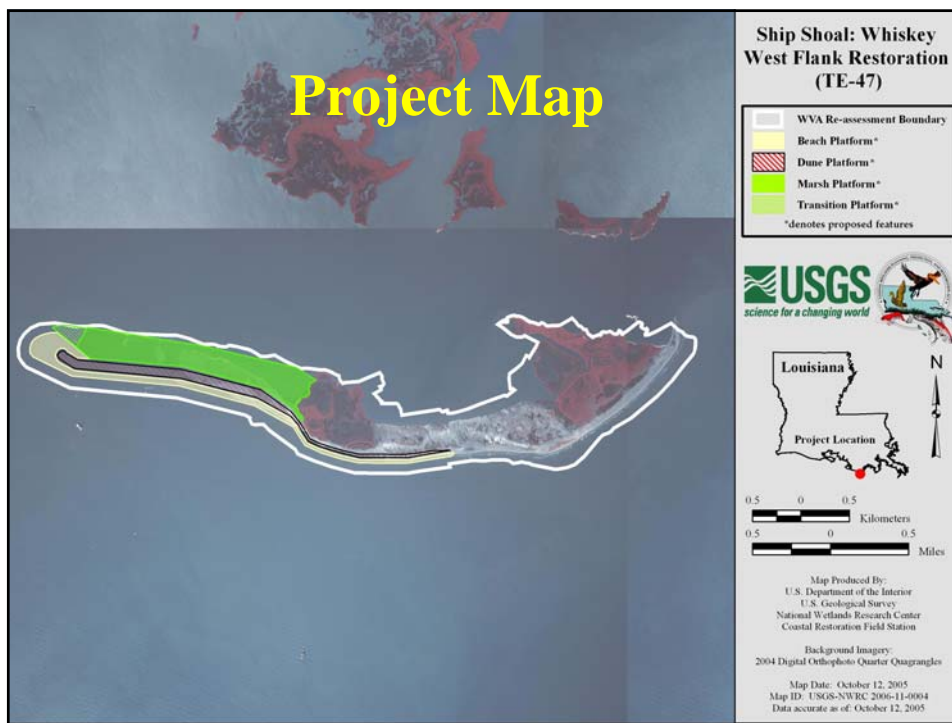 Project Map
Ship Shoal: Whiskey
West Flank Restoration
(TE-47)
WVA Re-assessment Boundary
Beach Platform*
Dune Platform*
Marsh Platform*
Transition Platform*
*denotes proposed features
USGS
science for a changing world
Louisiana
Project Location
N
0.5 0 0.5
Kilometers
0.5 0 0.5
Miles
Map Produced By:
U.S. Department of the Interior
U.S. Geological Survey
National Wetlands Research Center
Coastal Restoration Field Station
Background Imagery:
2004 Digital Orthophoto Quarter Quagrangles
Map Date: October 12, 2005
Map ID: USGS-NWRC 2006-11-0004
Data accurate as of: October 12, 2005